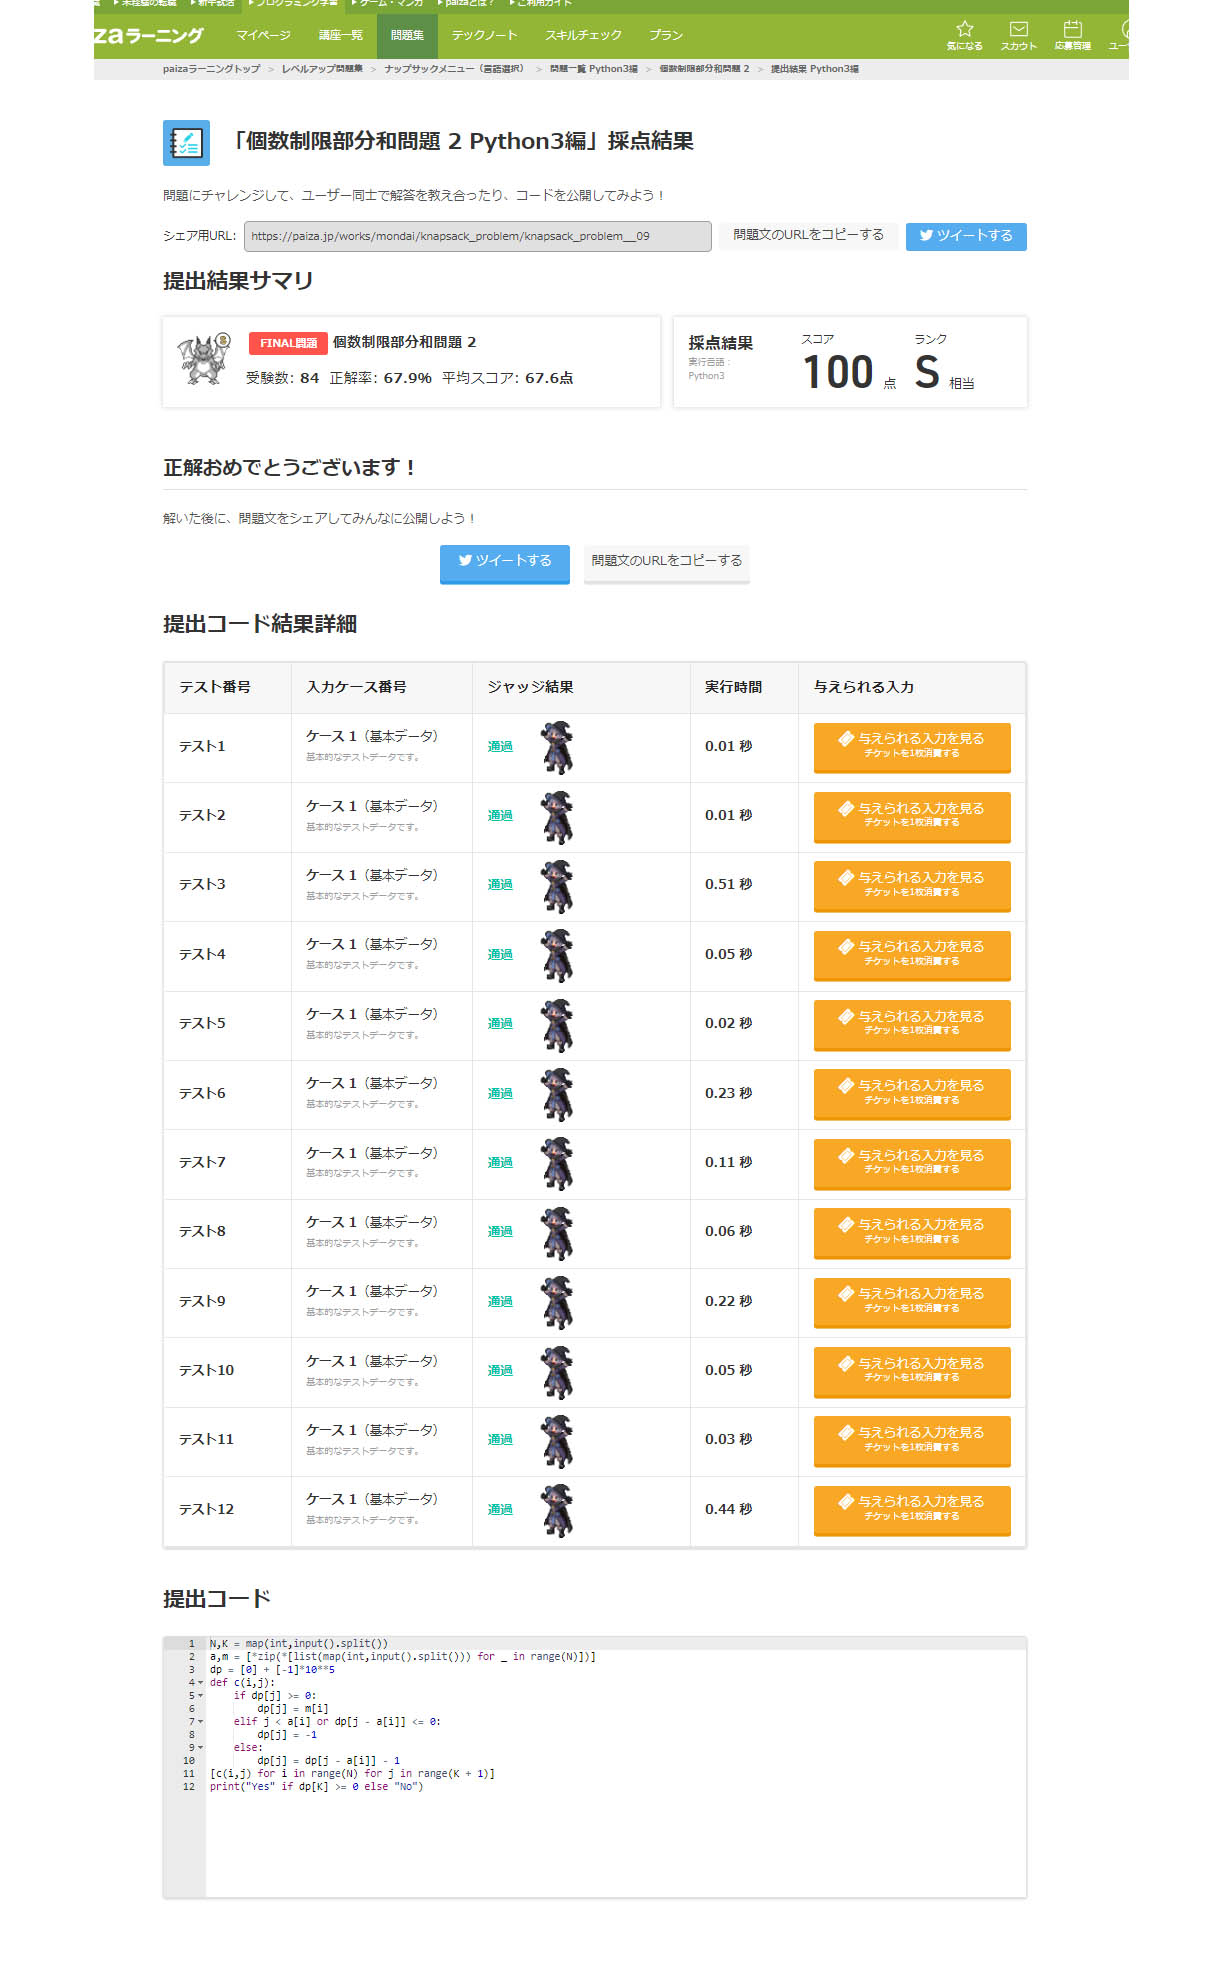 ▶ 未経験の転職 ▶ 新卒就活 ▶ プログラミング学習 ▶ ゲーム・マンガ ▶ paizaとは？ ▶ ご利用ガイド
zaラーニング マイページ 講座一覧 問題集 テックノート スキルチェック プラン 気になる スカウト 応募管理 ユー
paizaラーニングトップ > レベルアップ問題集 > ナップサックメニュー（言語選択） > 問題一覧 Python3編 > 個数制限部分和問題 2 > 提出結果 Python3編
「個数制限部分和問題 2 Python3編」採点結果
問題にチャレンジして、ユーザー同士で解答を教え合ったり、コードを公開してみよう！
シェア用URL: https://paiza.jp/works/mondai/knapsack_problem/knapsack_problem__09 問題文のURLをコピーする ツイートする
提出結果サマリ
S FINAL問題 個数制限部分和問題 2
受験数: 84 正解率: 67.9% 平均スコア: 67.6点
採点結果 スコア ランク
実行言語：
Python3
100 点 S 相当
正解おめでとうございます！
解いた後に、問題文をシェアしてみんなに公開しよう！
ツイートする 問題文のURLをコピーする
提出コード結果詳細
テスト番号 入力ケース番号 ジャッジ結果 実行時間 与えられる入力
テスト1 ケース 1（基本データ） 通過 0.01 秒 与えられる入力を見る
基本的なテストデータです。 チケットを1枚消費する
テスト2 ケース 1（基本データ） 通過 0.01 秒 与えられる入力を見る
基本的なテストデータです。 チケットを1枚消費する
テスト3 ケース 1（基本データ） 通過 0.51 秒 与えられる入力を見る
基本的なテストデータです。 チケットを1枚消費する
テスト4 ケース 1（基本データ） 通過 0.05 秒 与えられる入力を見る
基本的なテストデータです。 チケットを1枚消費する
テスト5 ケース 1（基本データ） 通過 0.02 秒 与えられる入力を見る
基本的なテストデータです。 チケットを1枚消費する
テスト6 ケース 1（基本データ） 通過 0.23 秒 与えられる入力を見る
基本的なテストデータです。 チケットを1枚消費する
テスト7 ケース 1（基本データ） 通過 0.11 秒 与えられる入力を見る
基本的なテストデータです。 チケットを1枚消費する
テスト8 ケース 1（基本データ） 通過 0.06 秒 与えられる入力を見る
基本的なテストデータです。 チケットを1枚消費する
テスト9 ケース 1（基本データ） 通過 0.22 秒 与えられる入力を見る
基本的なテストデータです。 チケットを1枚消費する
テスト10 ケース 1（基本データ） 通過 0.05 秒 与えられる入力を見る
基本的なテストデータです。 チケットを1枚消費する
テスト11 ケース 1（基本データ） 通過 0.03 秒 与えられる入力を見る
基本的なテストデータです。 チケットを1枚消費する
テスト12 ケース 1（基本データ） 通過 0.44 秒 与えられる入力を見る
基本的なテストデータです。 チケットを1枚消費する
提出コード
1 N,K = map(int,input().split())
2 a,m = [*zip(*[list(map(int,input().split())) for _ in range(N)])]
3 dp = [0] + [-1]*10**5
4 def c(i,j):
5     if dp[j] >= 0:
6         dp[j] = m[i]
7     elif j < a[i] or dp[j - a[i]] <= 0:
8         dp[j] = -1
9     else:
10         dp[j] = dp[j - a[i]] - 1
11 [c(i,j) for i in range(N) for j in range(K + 1)]
12 print("Yes" if dp[K] >= 0 else "No")